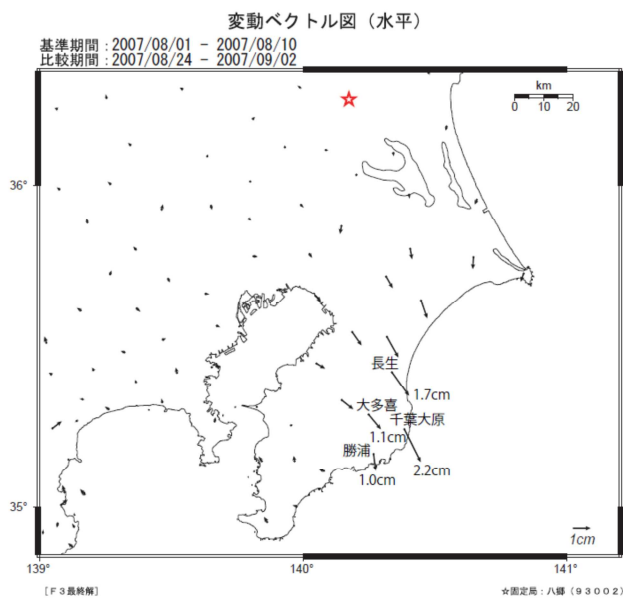 変動ベクトル図（水平）
基準期間：2007/08/01 － 2007/08/10
比較期間：2007/08/24 － 2007/09/02
km
0 10 20
36°
長生
1.7cm
大多喜
千葉大原
1.1cm
勝浦
2.2cm
1.0cm
35°
1cm
139° 140° 141°
[Ｆ３最終解]
☆固定局：八郷（９３００２）